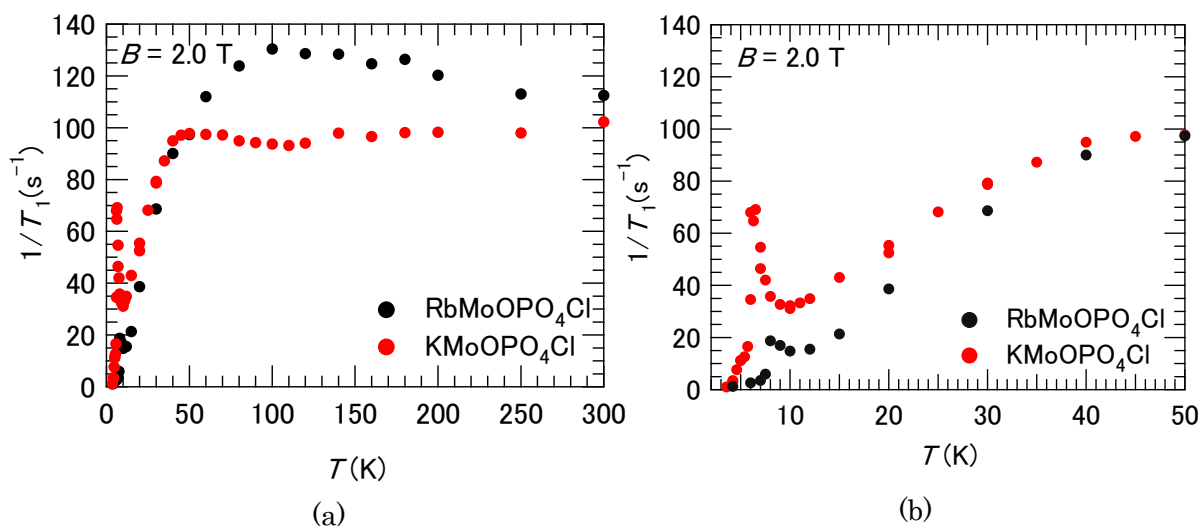 140
120
100
80
60
40
20
0
1/T₁(s⁻¹)
B = 2.0 T
RbMoOPO₄Cl
KMoOPO₄Cl
0 50 100 150 200 250 300
T(K)
(a)
140
120
100
80
60
40
20
0
1/T₁(s⁻¹)
B = 2.0 T
RbMoOPO₄Cl
KMoOPO₄Cl
10 20 30 40 50
T(K)
(b)